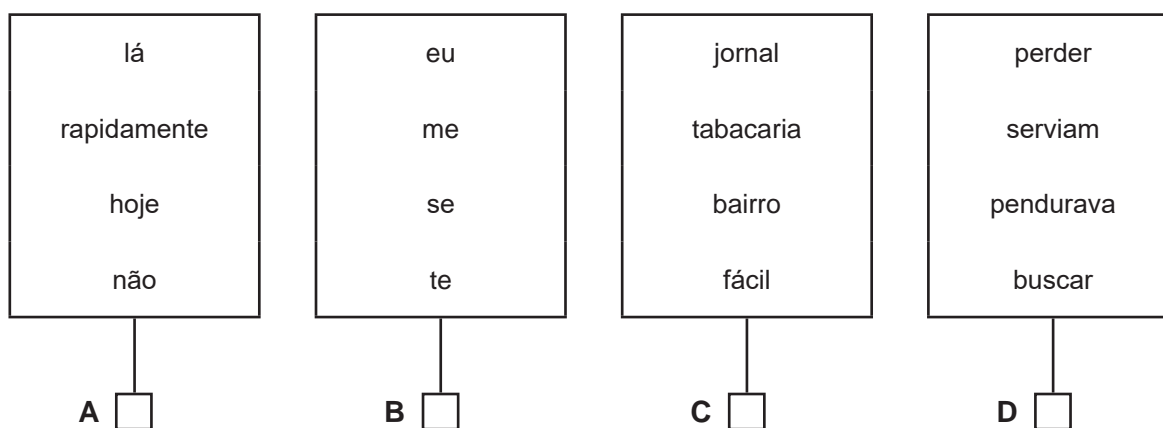 lá
rapidamente
hoje
não
eu
me
se
te
jornal
tabacaria
bairro
fácil
perder
serviam
pendurava
buscar
A
B
C
D